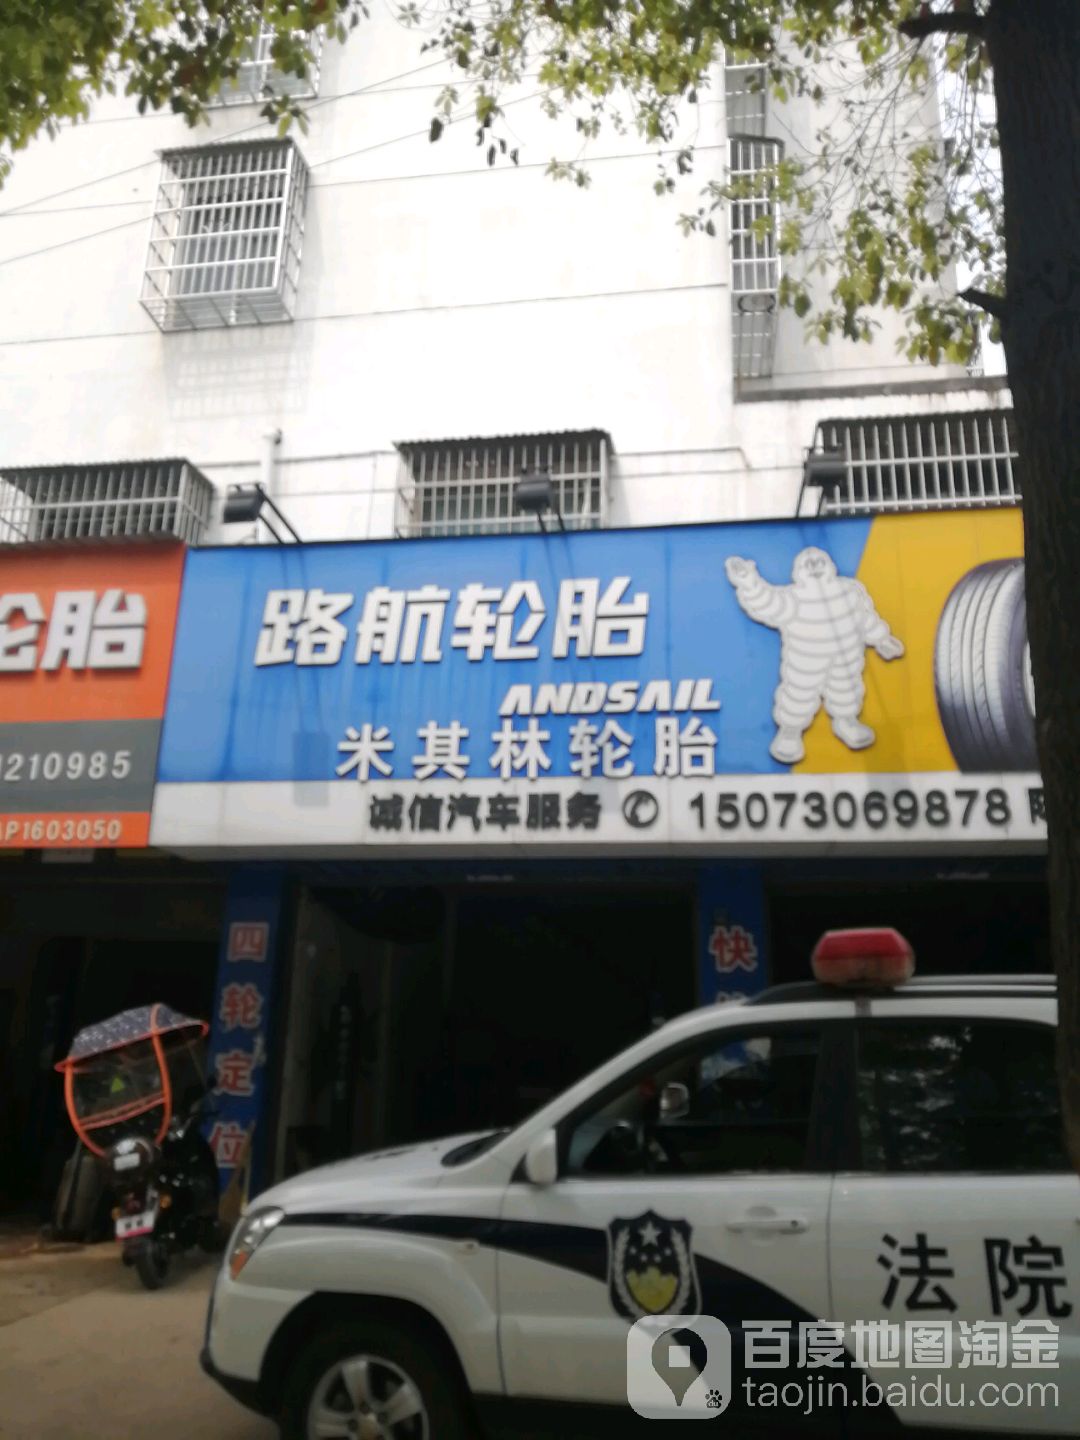 轮胎
1210985
AP1603050
路航轮胎
ANDSAIL
米其林轮胎
诚信汽车服务 ✆ 15073069878
四轮定位
快
法院
百度地图淘金
taojin.baidu.com